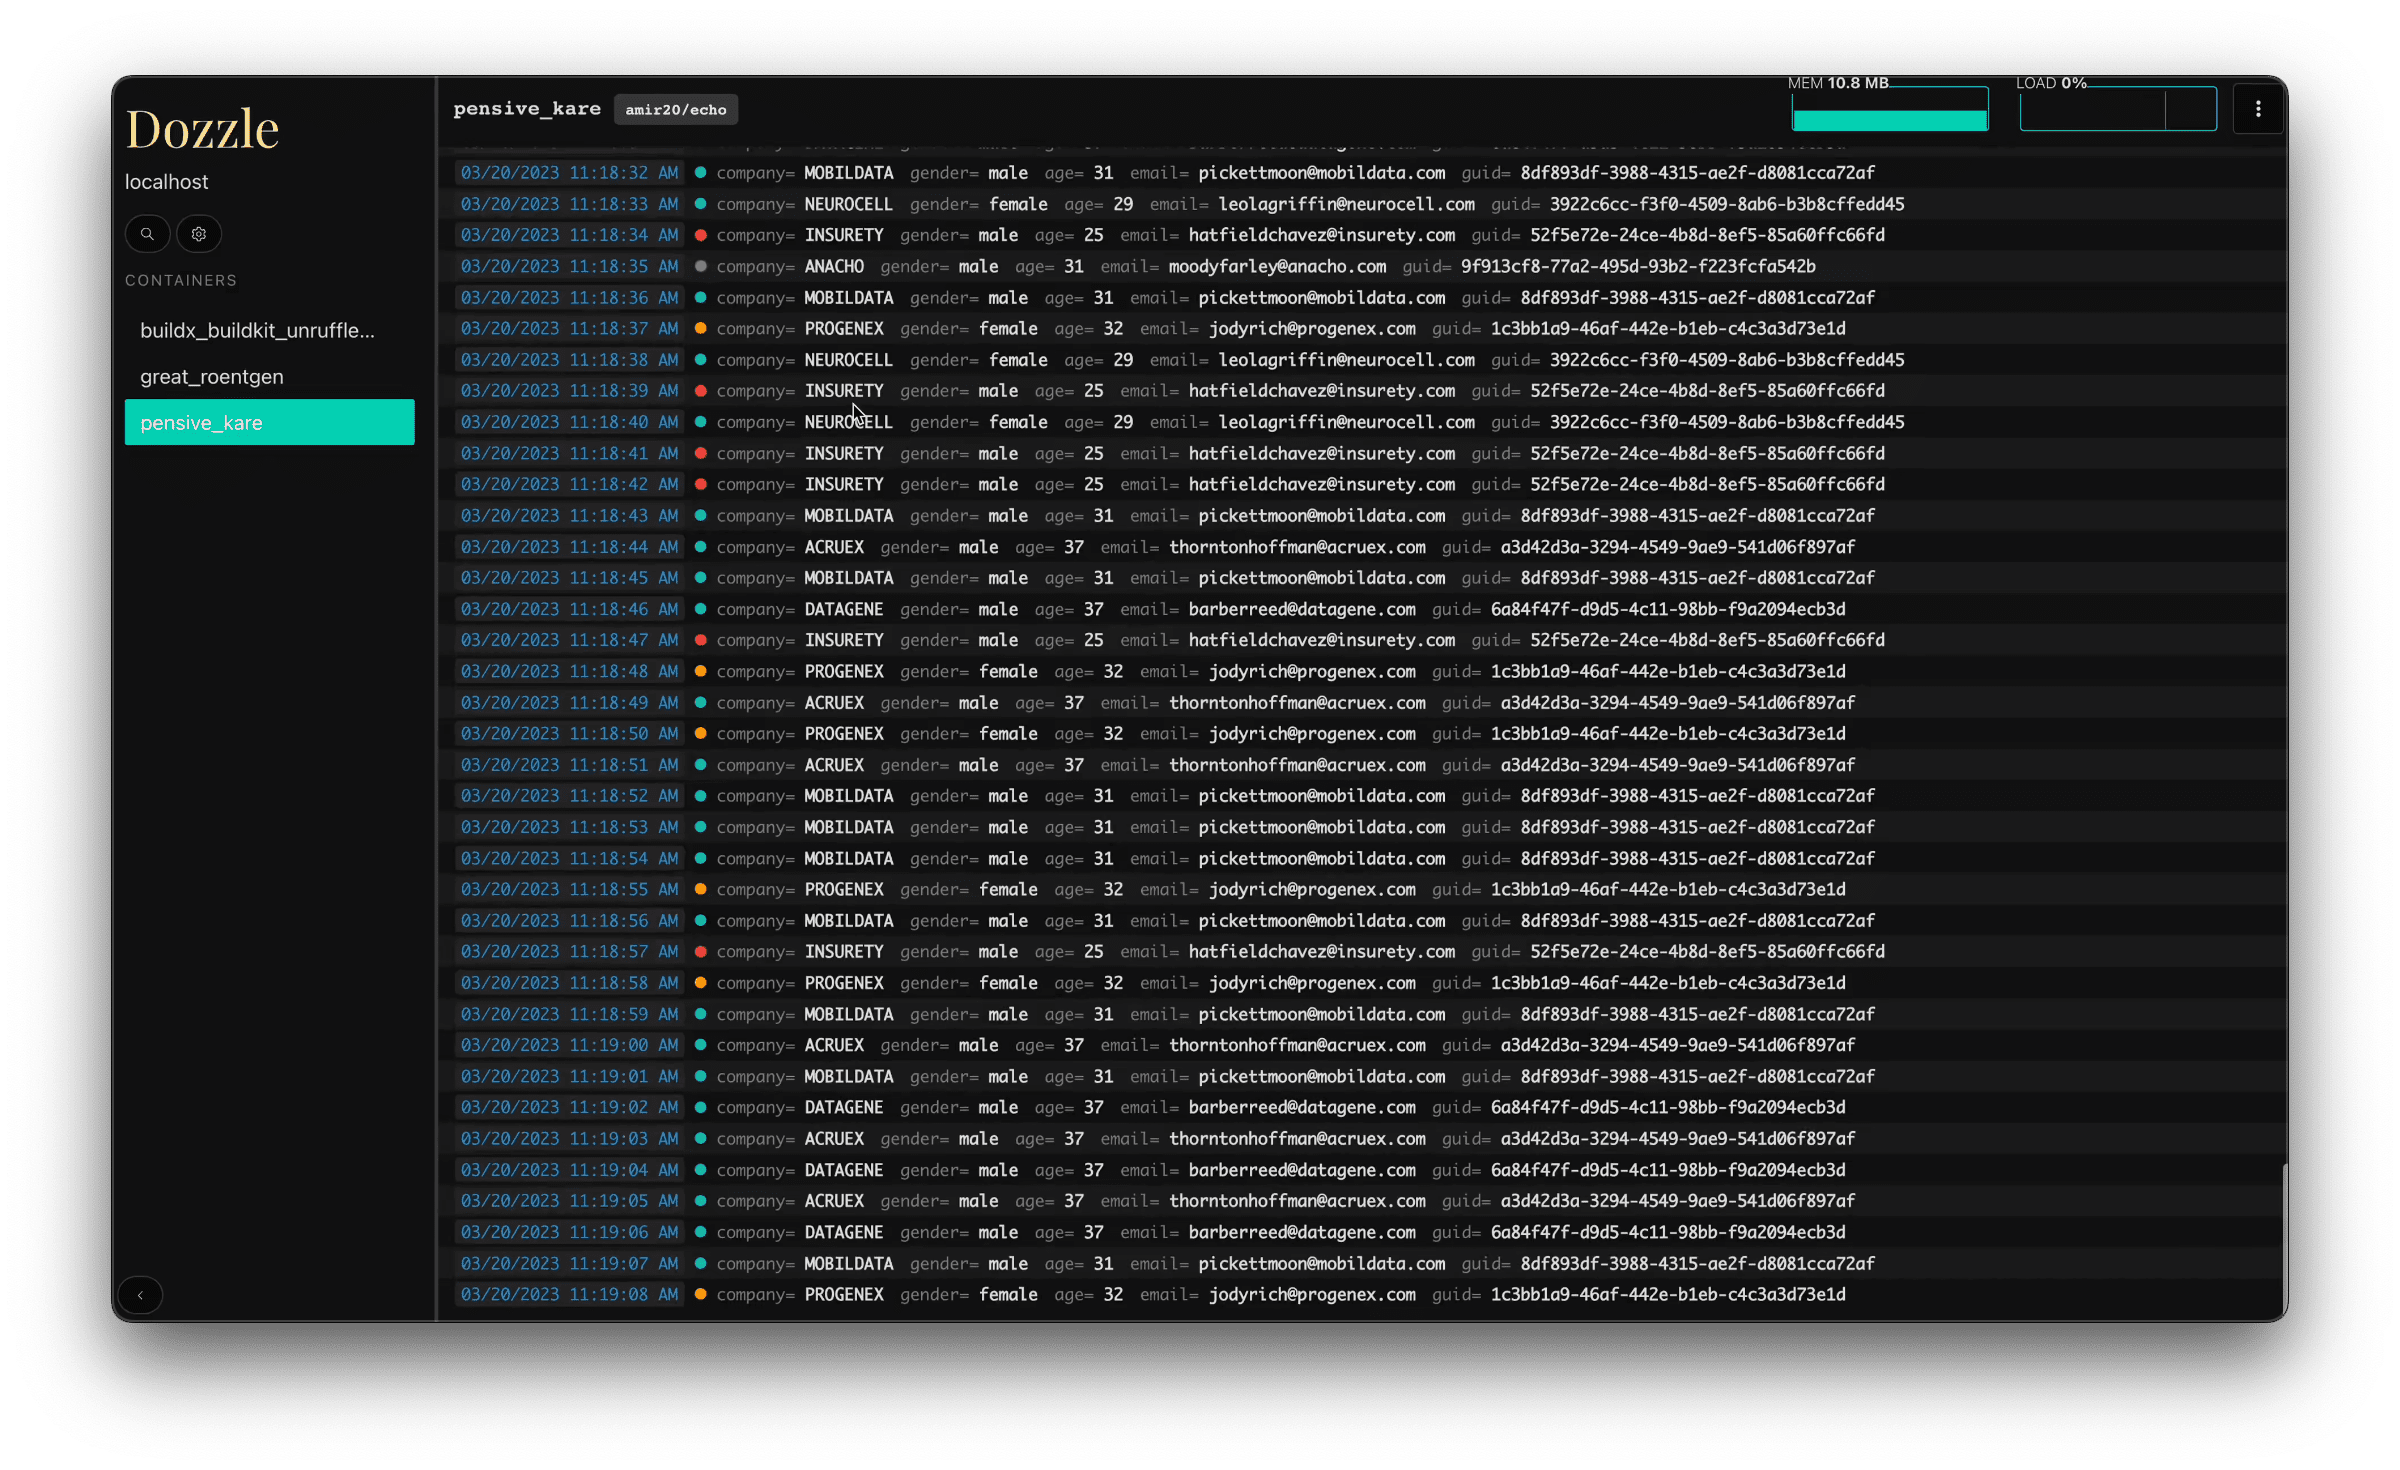 Dozzle
localhost
CONTAINERS
buildx_buildkit_unruffle...
great_roentgen
pensive_kare
pensive_kare amir20/echo
MEM 10.8 MB
LOAD 0%
03/20/2023 11:18:32 AM company= MOBILDATA gender= male age= 31 email= pickettmoon@mobildata.com guid= 8df893df-3988-4315-ae2f-d8081cca72af
03/20/2023 11:18:33 AM company= NEUROCELL gender= female age= 29 email= leolagriffin@neurocell.com guid= 3922c6cc-f3f0-4509-8ab6-b3b8cffedd45
03/20/2023 11:18:34 AM company= INSURETY gender= male age= 25 email= hatfieldchavez@insurety.com guid= 52f5e72e-24ce-4b8d-8ef5-85a60ffc66fd
03/20/2023 11:18:35 AM company= ANACHO gender= male age= 31 email= moodyfarley@anacho.com guid= 9f913cf8-77a2-495d-93b2-f223fcfa542b
03/20/2023 11:18:36 AM company= MOBILDATA gender= male age= 31 email= pickettmoon@mobildata.com guid= 8df893df-3988-4315-ae2f-d8081cca72af
03/20/2023 11:18:37 AM company= PROGENEX gender= female age= 32 email= jodyrich@progenex.com guid= 1c3bb1a9-46af-442e-b1eb-c4c3a3d73e1d
03/20/2023 11:18:38 AM company= NEUROCELL gender= female age= 29 email= leolagriffin@neurocell.com guid= 3922c6cc-f3f0-4509-8ab6-b3b8cffedd45
03/20/2023 11:18:39 AM company= INSURETY gender= male age= 25 email= hatfieldchavez@insurety.com guid= 52f5e72e-24ce-4b8d-8ef5-85a60ffc66fd
03/20/2023 11:18:40 AM company= NEUROCELL gender= female age= 29 email= leolagriffin@neurocell.com guid= 3922c6cc-f3f0-4509-8ab6-b3b8cffedd45
03/20/2023 11:18:41 AM company= INSURETY gender= male age= 25 email= hatfieldchavez@insurety.com guid= 52f5e72e-24ce-4b8d-8ef5-85a60ffc66fd
03/20/2023 11:18:42 AM company= INSURETY gender= male age= 25 email= hatfieldchavez@insurety.com guid= 52f5e72e-24ce-4b8d-8ef5-85a60ffc66fd
03/20/2023 11:18:43 AM company= MOBILDATA gender= male age= 31 email= pickettmoon@mobildata.com guid= 8df893df-3988-4315-ae2f-d8081cca72af
03/20/2023 11:18:44 AM company= ACRUEX gender= male age= 37 email= thorntonhoffman@acruex.com guid= a3d42d3a-3294-4549-9ae9-541d06f897af
03/20/2023 11:18:45 AM company= MOBILDATA gender= male age= 31 email= pickettmoon@mobildata.com guid= 8df893df-3988-4315-ae2f-d8081cca72af
03/20/2023 11:18:46 AM company= DATAGENE gender= male age= 37 email= barberreed@datagene.com guid= 6a84f47f-d9d5-4c11-98bb-f9a2094ecb3d
03/20/2023 11:18:47 AM company= INSURETY gender= male age= 25 email= hatfieldchavez@insurety.com guid= 52f5e72e-24ce-4b8d-8ef5-85a60ffc66fd
03/20/2023 11:18:48 AM company= PROGENEX gender= female age= 32 email= jodyrich@progenex.com guid= 1c3bb1a9-46af-442e-b1eb-c4c3a3d73e1d
03/20/2023 11:18:49 AM company= ACRUEX gender= male age= 37 email= thorntonhoffman@acruex.com guid= a3d42d3a-3294-4549-9ae9-541d06f897af
03/20/2023 11:18:50 AM company= PROGENEX gender= female age= 32 email= jodyrich@progenex.com guid= 1c3bb1a9-46af-442e-b1eb-c4c3a3d73e1d
03/20/2023 11:18:51 AM company= ACRUEX gender= male age= 37 email= thorntonhoffman@acruex.com guid= a3d42d3a-3294-4549-9ae9-541d06f897af
03/20/2023 11:18:52 AM company= MOBILDATA gender= male age= 31 email= pickettmoon@mobildata.com guid= 8df893df-3988-4315-ae2f-d8081cca72af
03/20/2023 11:18:53 AM company= MOBILDATA gender= male age= 31 email= pickettmoon@mobildata.com guid= 8df893df-3988-4315-ae2f-d8081cca72af
03/20/2023 11:18:54 AM company= MOBILDATA gender= male age= 31 email= pickettmoon@mobildata.com guid= 8df893df-3988-4315-ae2f-d8081cca72af
03/20/2023 11:18:55 AM company= PROGENEX gender= female age= 32 email= jodyrich@progenex.com guid= 1c3bb1a9-46af-442e-b1eb-c4c3a3d73e1d
03/20/2023 11:18:56 AM company= MOBILDATA gender= male age= 31 email= pickettmoon@mobildata.com guid= 8df893df-3988-4315-ae2f-d8081cca72af
03/20/2023 11:18:57 AM company= INSURETY gender= male age= 25 email= hatfieldchavez@insurety.com guid= 52f5e72e-24ce-4b8d-8ef5-85a60ffc66fd
03/20/2023 11:18:58 AM company= PROGENEX gender= female age= 32 email= jodyrich@progenex.com guid= 1c3bb1a9-46af-442e-b1eb-c4c3a3d73e1d
03/20/2023 11:18:59 AM company= MOBILDATA gender= male age= 31 email= pickettmoon@mobildata.com guid= 8df893df-3988-4315-ae2f-d8081cca72af
03/20/2023 11:19:00 AM company= ACRUEX gender= male age= 37 email= thorntonhoffman@acruex.com guid= a3d42d3a-3294-4549-9ae9-541d06f897af
03/20/2023 11:19:01 AM company= MOBILDATA gender= male age= 31 email= pickettmoon@mobildata.com guid= 8df893df-3988-4315-ae2f-d8081cca72af
03/20/2023 11:19:02 AM company= DATAGENE gender= male age= 37 email= barberreed@datagene.com guid= 6a84f47f-d9d5-4c11-98bb-f9a2094ecb3d
03/20/2023 11:19:03 AM company= ACRUEX gender= male age= 37 email= thorntonhoffman@acruex.com guid= a3d42d3a-3294-4549-9ae9-541d06f897af
03/20/2023 11:19:04 AM company= DATAGENE gender= male age= 37 email= barberreed@datagene.com guid= 6a84f47f-d9d5-4c11-98bb-f9a2094ecb3d
03/20/2023 11:19:05 AM company= ACRUEX gender= male age= 37 email= thorntonhoffman@acruex.com guid= a3d42d3a-3294-4549-9ae9-541d06f897af
03/20/2023 11:19:06 AM company= DATAGENE gender= male age= 37 email= barberreed@datagene.com guid= 6a84f47f-d9d5-4c11-98bb-f9a2094ecb3d
03/20/2023 11:19:07 AM company= MOBILDATA gender= male age= 31 email= pickettmoon@mobildata.com guid= 8df893df-3988-4315-ae2f-d8081cca72af
03/20/2023 11:19:08 AM company= PROGENEX gender= female age= 32 email= jodyrich@progenex.com guid= 1c3bb1a9-46af-442e-b1eb-c4c3a3d73e1d